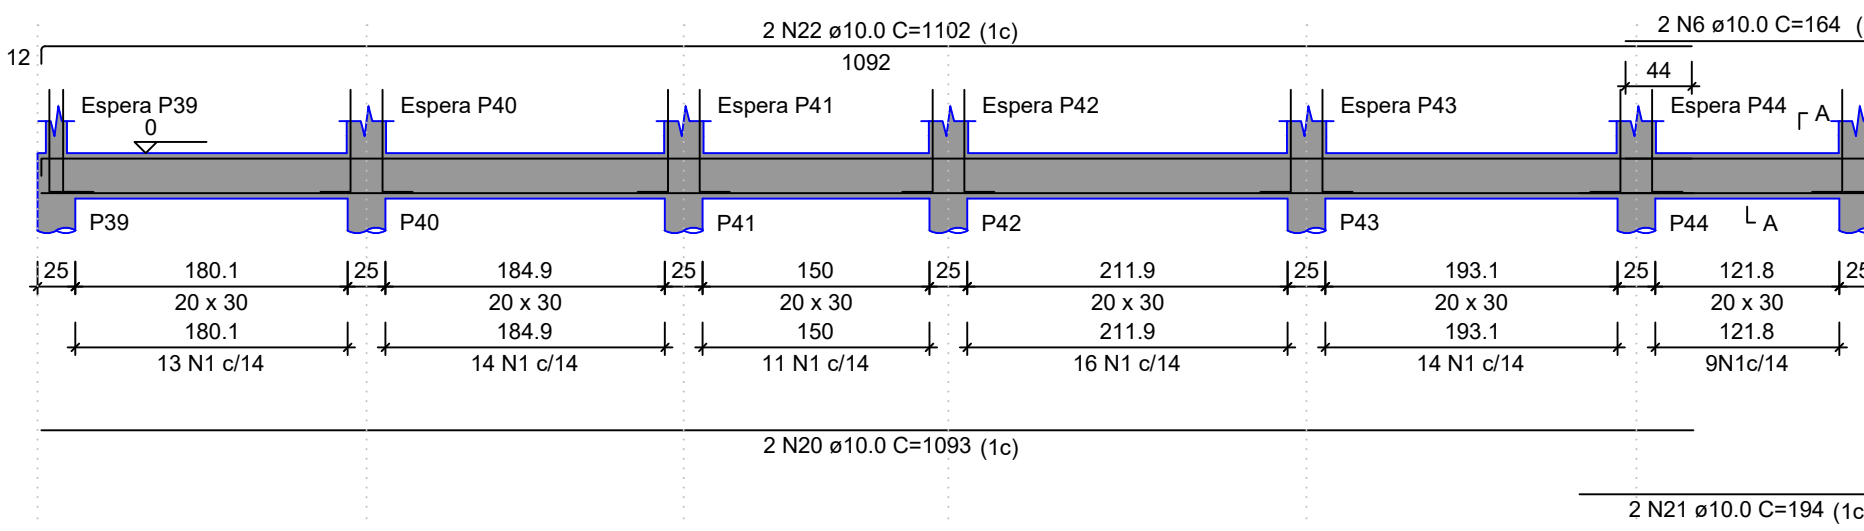 2 N22 ø10.0 C=1102 (1c)
2 N6 ø10.0 C=164 (
12
1092
44
Espera P39
Espera P40
Espera P41
Espera P42
Espera P43
Espera P44
A
0
P39
P40
P41
P42
P43
P44
A
25 180.1 25 184.9 25 150 25 211.9 25 193.1 25 121.8 25
20 x 30 20 x 30 20 x 30 20 x 30 20 x 30 20 x 30
180.1 184.9 150 211.9 193.1 121.8
13 N1 c/14 14 N1 c/14 11 N1 c/14 16 N1 c/14 14 N1 c/14 9N1c/14
2 N20 ø10.0 C=1093 (1c)
2 N21 ø10.0 C=194 (1c